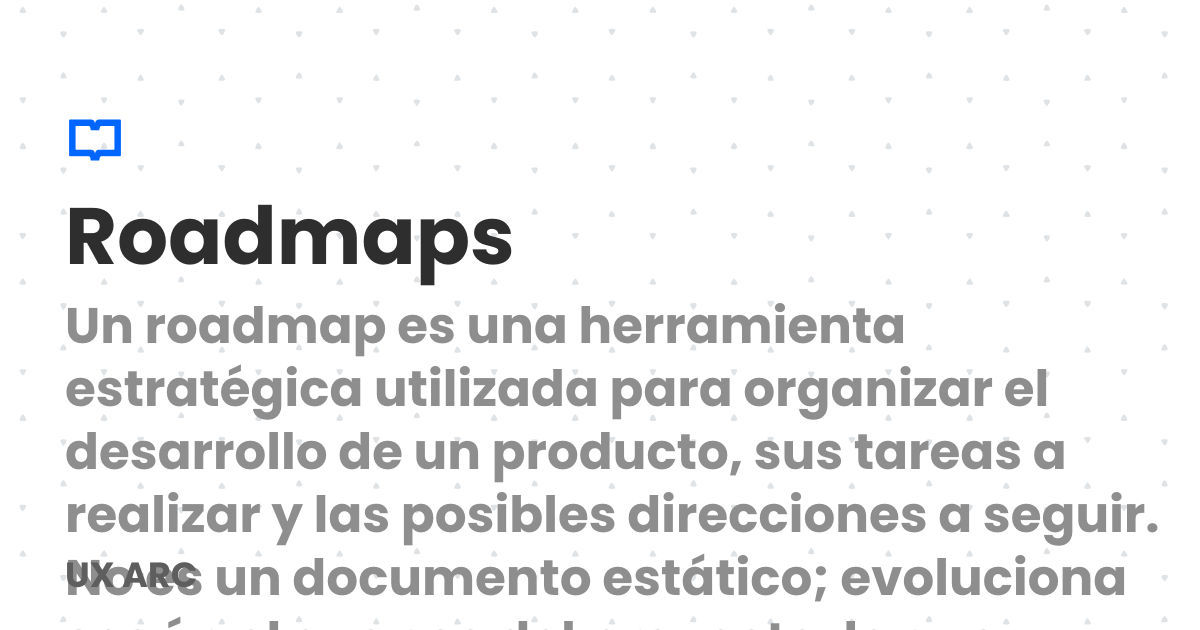 Roadmaps
Un roadmap es una herramienta
estratégica utilizada para organizar el
desarrollo de un producto, sus tareas a
realizar y las posibles direcciones a seguir.
No es un documento estático; evoluciona
UX ARC